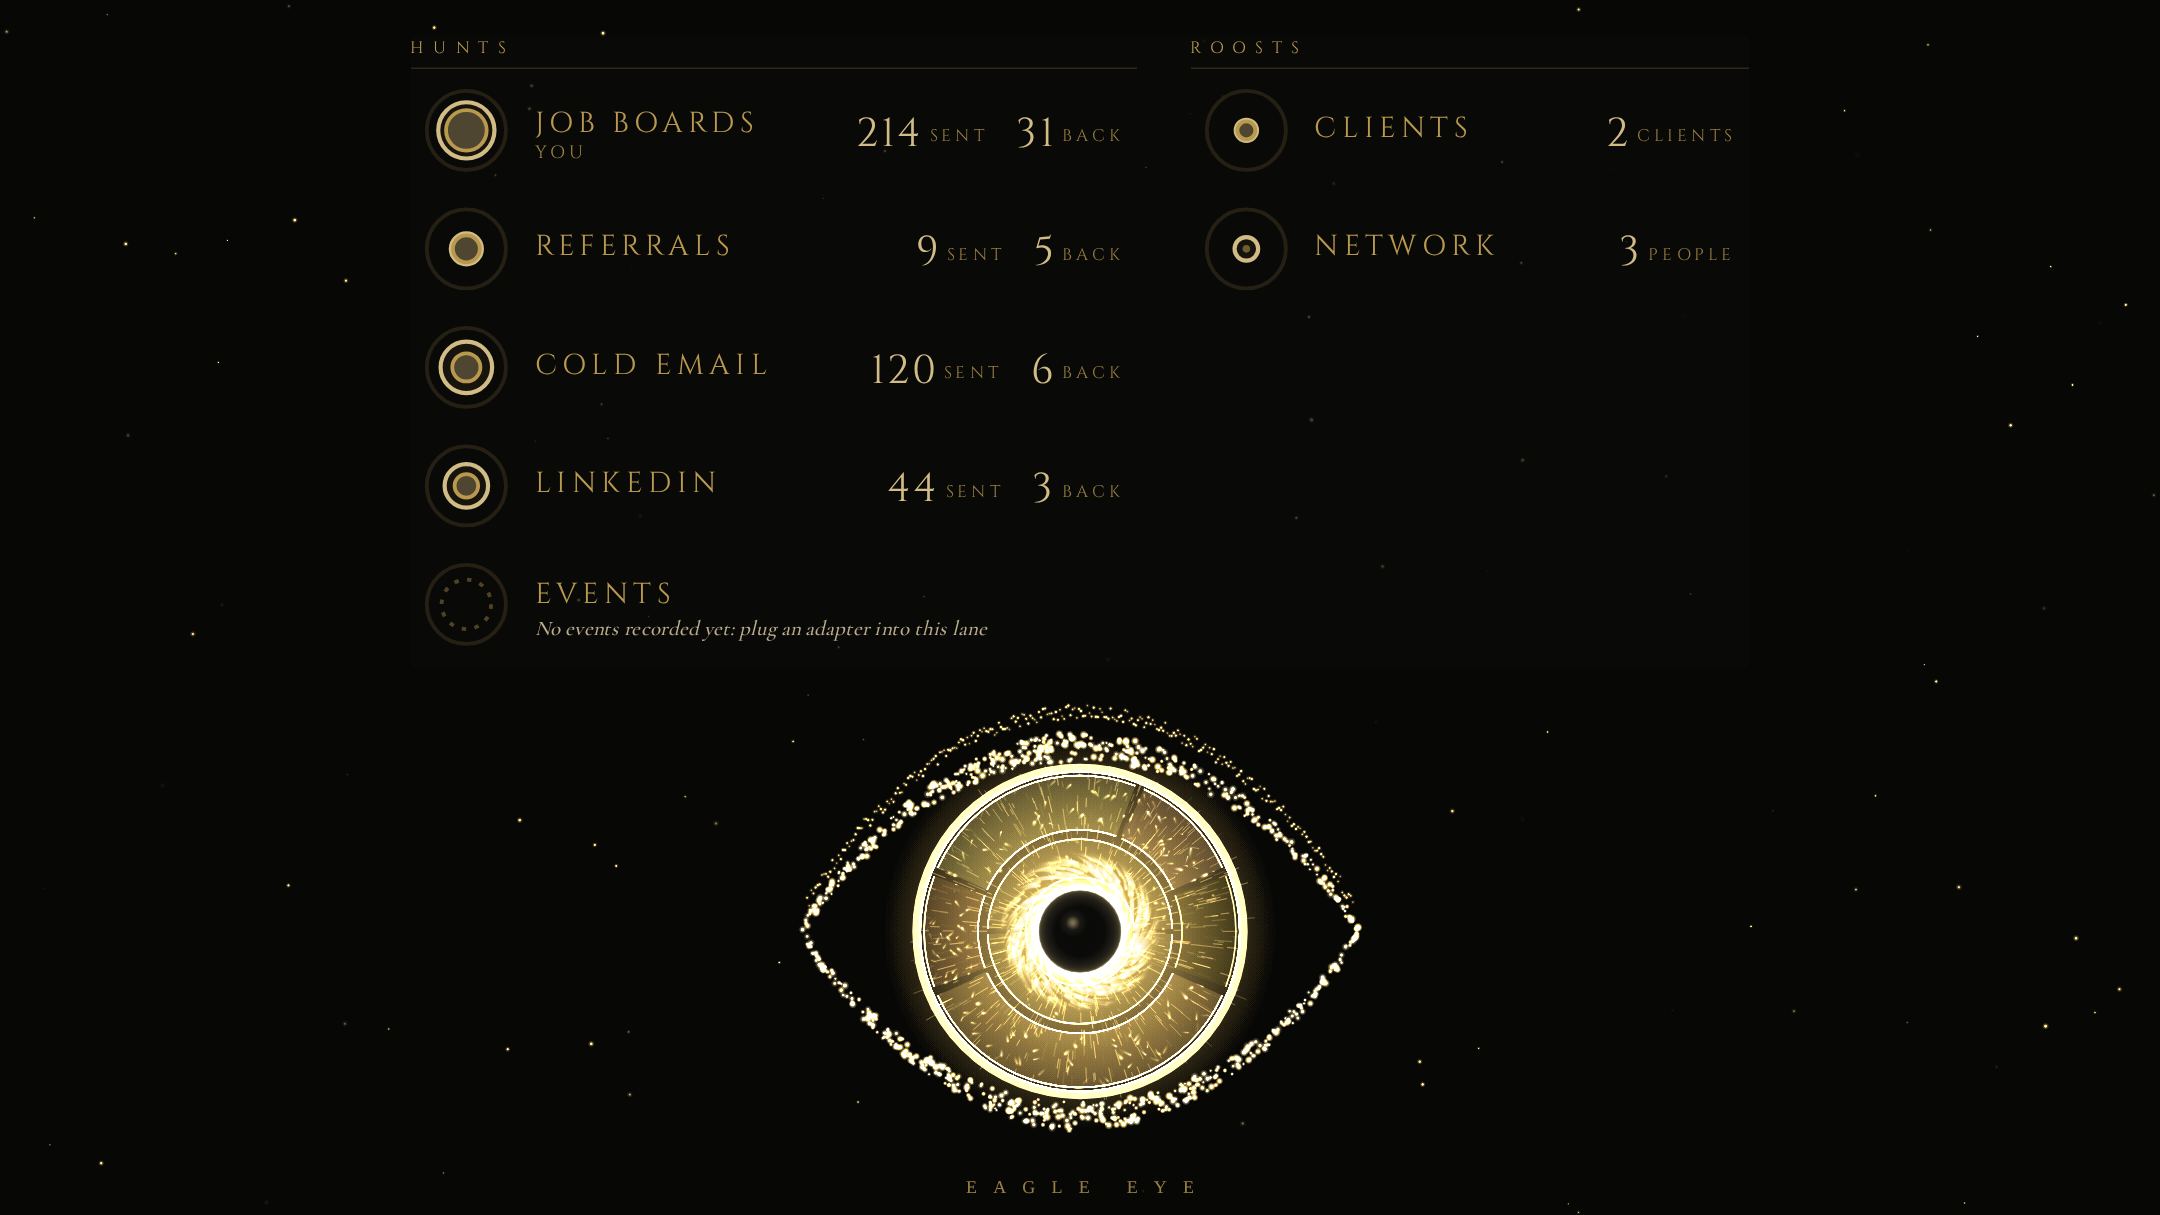 HUNTS
JOB BOARDS 214 SENT 31 BACK
YOU
REFERRALS 9 SENT 5 BACK
COLD EMAIL 120 SENT 6 BACK
LINKEDIN 44 SENT 3 BACK
EVENTS
No events recorded yet: plug an adapter into this lane
ROOSTS
CLIENTS 2 CLIENTS
NETWORK 3 PEOPLE
EAGLE EYE